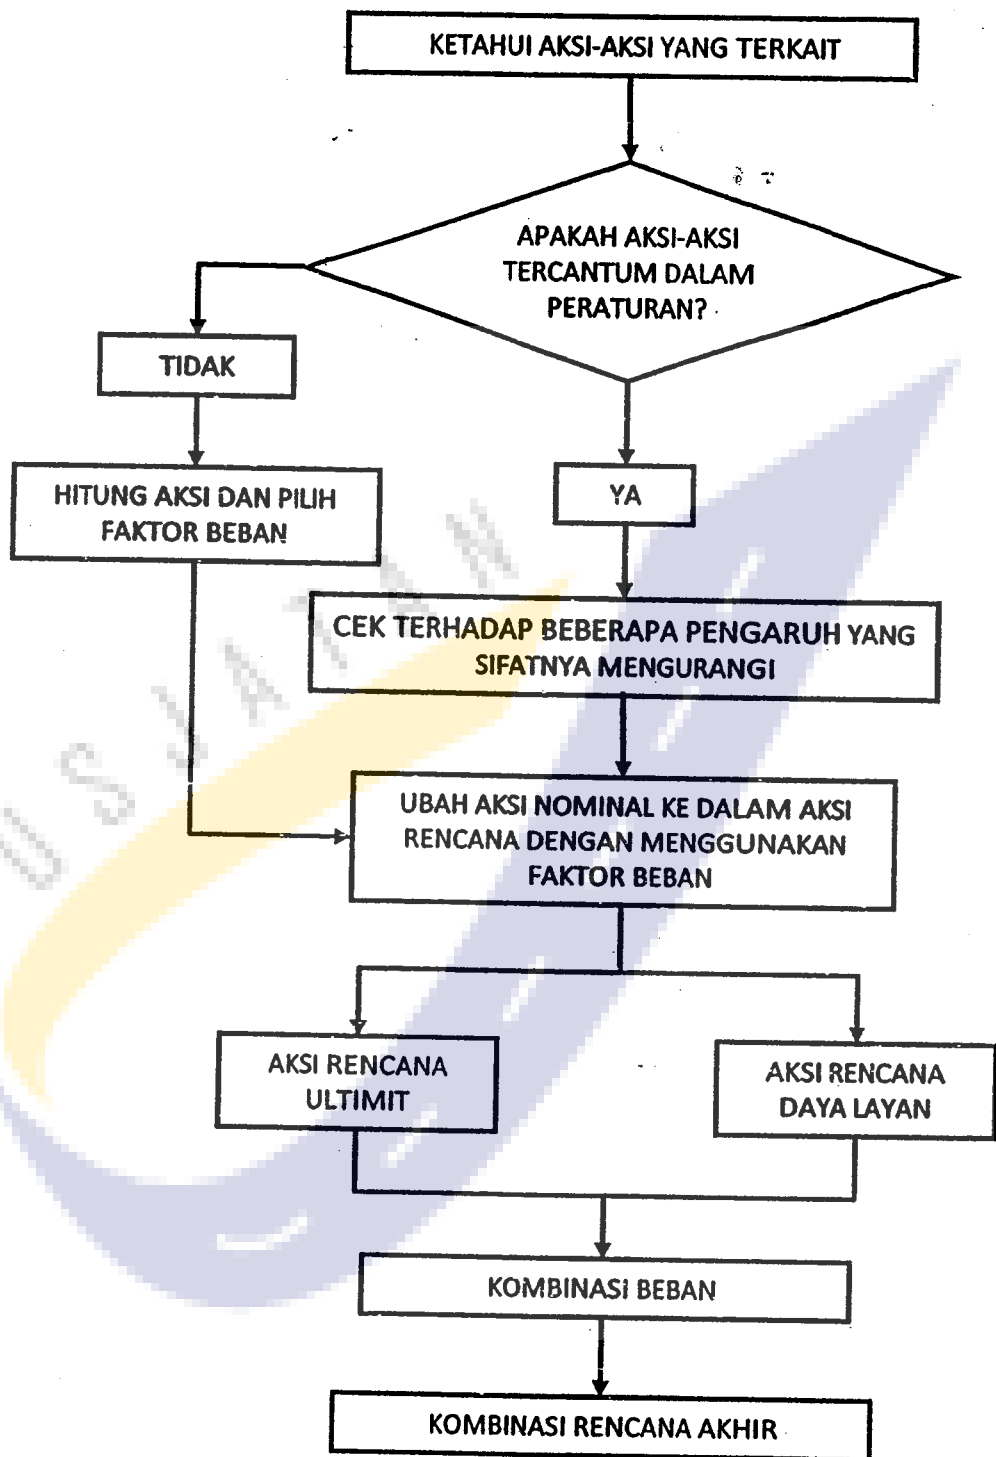 KETAHUI AKSI-AKSI YANG TERKAIT
APAKAH AKSI-AKSI
TERCANTUM DALAM
PERATURAN?
TIDAK
YA
HITUNG AKSI DAN PILIH
FAKTOR BEBAN
CEK TERHADAP BEBERAPA PENGARUH YANG
SIFATNYA MENGURANGI
UBAH AKSI NOMINAL KE DALAM AKSI
RENCANA DENGAN MENGGUNAKAN
FAKTOR BEBAN
AKSI RENCANA
ULTIMIT
AKSI RENCANA
DAYA LAYAN
KOMBINASI BEBAN
KOMBINASI RENCANA AKHIR
USJATAN